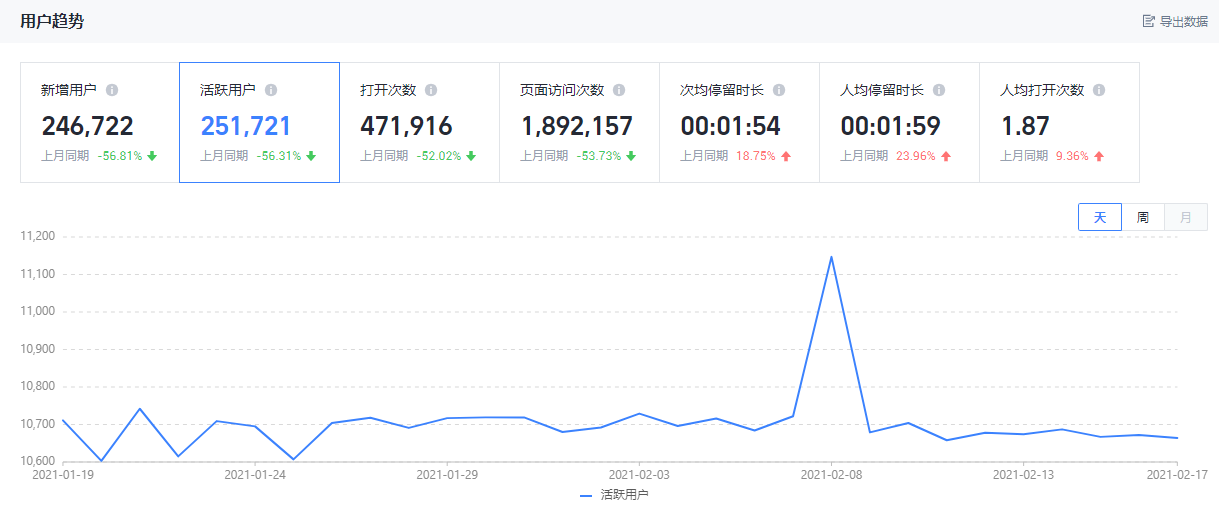 用户趋势
导出数据
新增用户
246,722
上月同期 -56.81%
活跃用户
251,721
上月同期 -56.31%
打开次数
471,916
上月同期 -52.02%
页面访问次数
1,892,157
上月同期 -53.73%
次均停留时长
00:01:54
上月同期 18.75%
人均停留时长
00:01:59
上月同期 23.96%
人均打开次数
1.87
上月同期 9.36%
天 周 月
11,200
11,100
11,000
10,900
10,800
10,700
10,600
2021-01-19 2021-01-24 2021-01-29 2021-02-03 2021-02-08 2021-02-13 2021-02-17
活跃用户